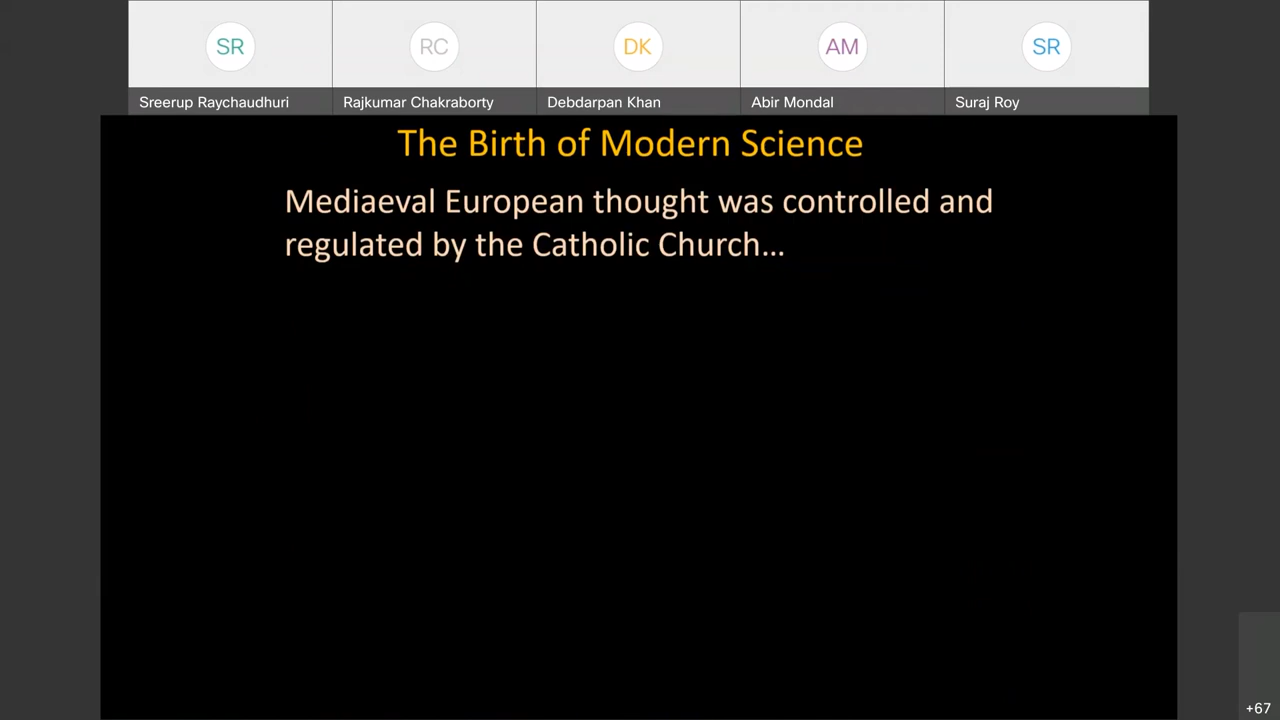 SR
RC
DK
AM
SR
Sreerup Raychaudhuri
Rajkumar Chakraborty
Debdarpan Khan
Abir Mondal
Suraj Roy
The Birth of Modern Science
Mediaeval European thought was controlled and
regulated by the Catholic Church...
+67